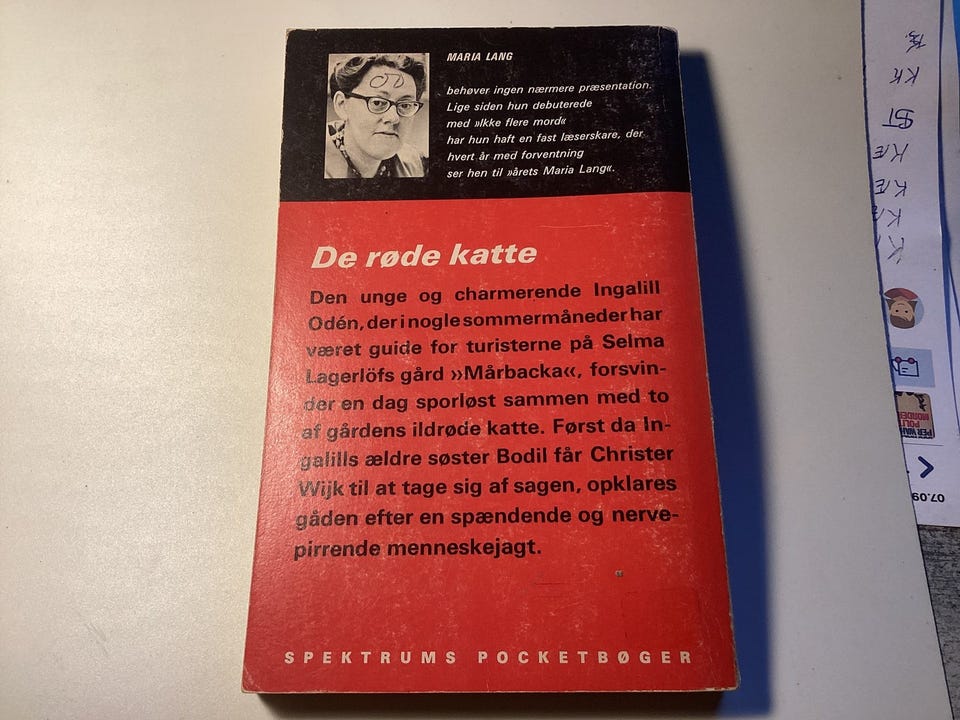 MARIA LANG
behøver ingen nærmere præsentation.
Lige siden hun debuterede
med »Ikke flere mord«
har hun haft en fast læserskare, der
hvert år med forventning
ser hen til »årets Maria Lang«.
De røde katte
Den unge og charmerende Ingalill
Odén, der i nogle sommermåneder har
været guide for turisterne på Selma
Lagerlöfs gård »Mårbacka«, forsvin-
der en dag sporløst sammen med to
af gårdens ildrøde katte. Først da In-
galills ældre søster Bodil får Christer
Wijk til at tage sig af sagen, opklares
gåden efter en spændende og nerve-
pirrende menneskejagt.
SPEKTRUMS POCKETBØGER
07.09